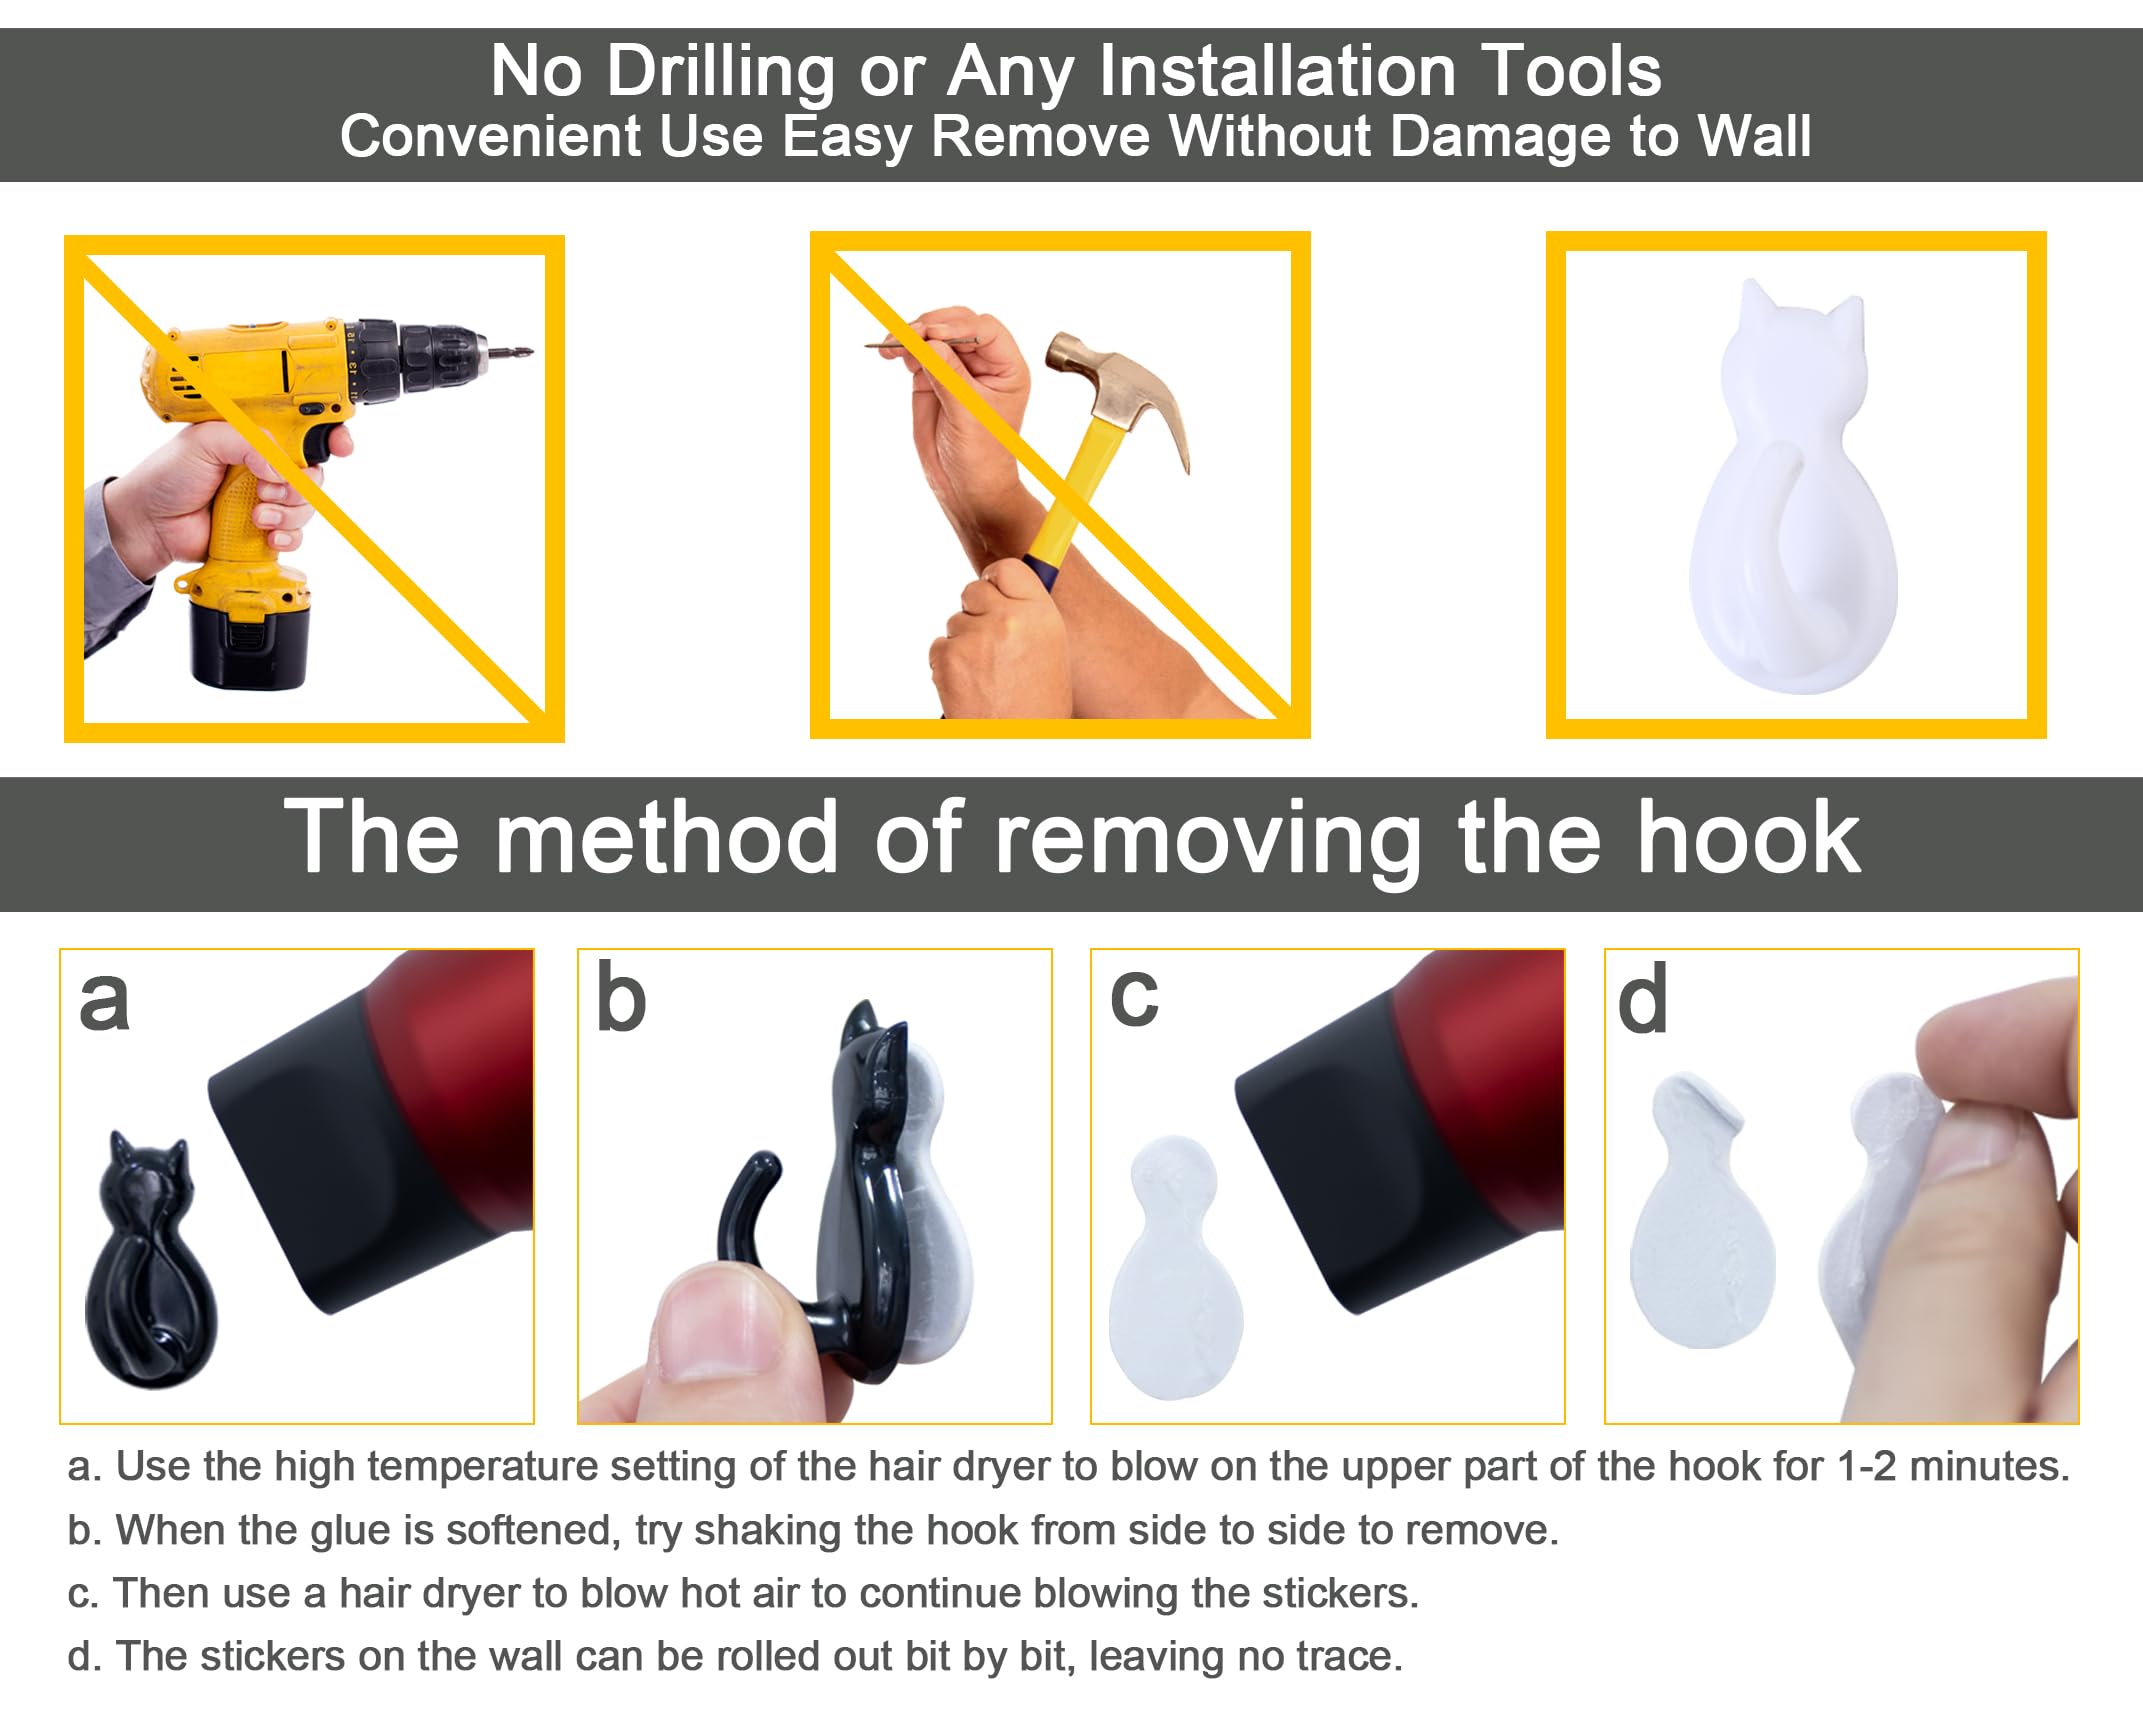 No Drilling or Any Installation Tools
Convenient Use Easy Remove Without Damage to Wall
The method of removing the hook
a
b
c
d
a. Use the high temperature setting of the hair dryer to blow on the upper part of the hook for 1-2 minutes.
b. When the glue is softened, try shaking the hook from side to side to remove.
c. Then use a hair dryer to blow hot air to continue blowing the stickers.
d. The stickers on the wall can be rolled out bit by bit, leaving no trace.